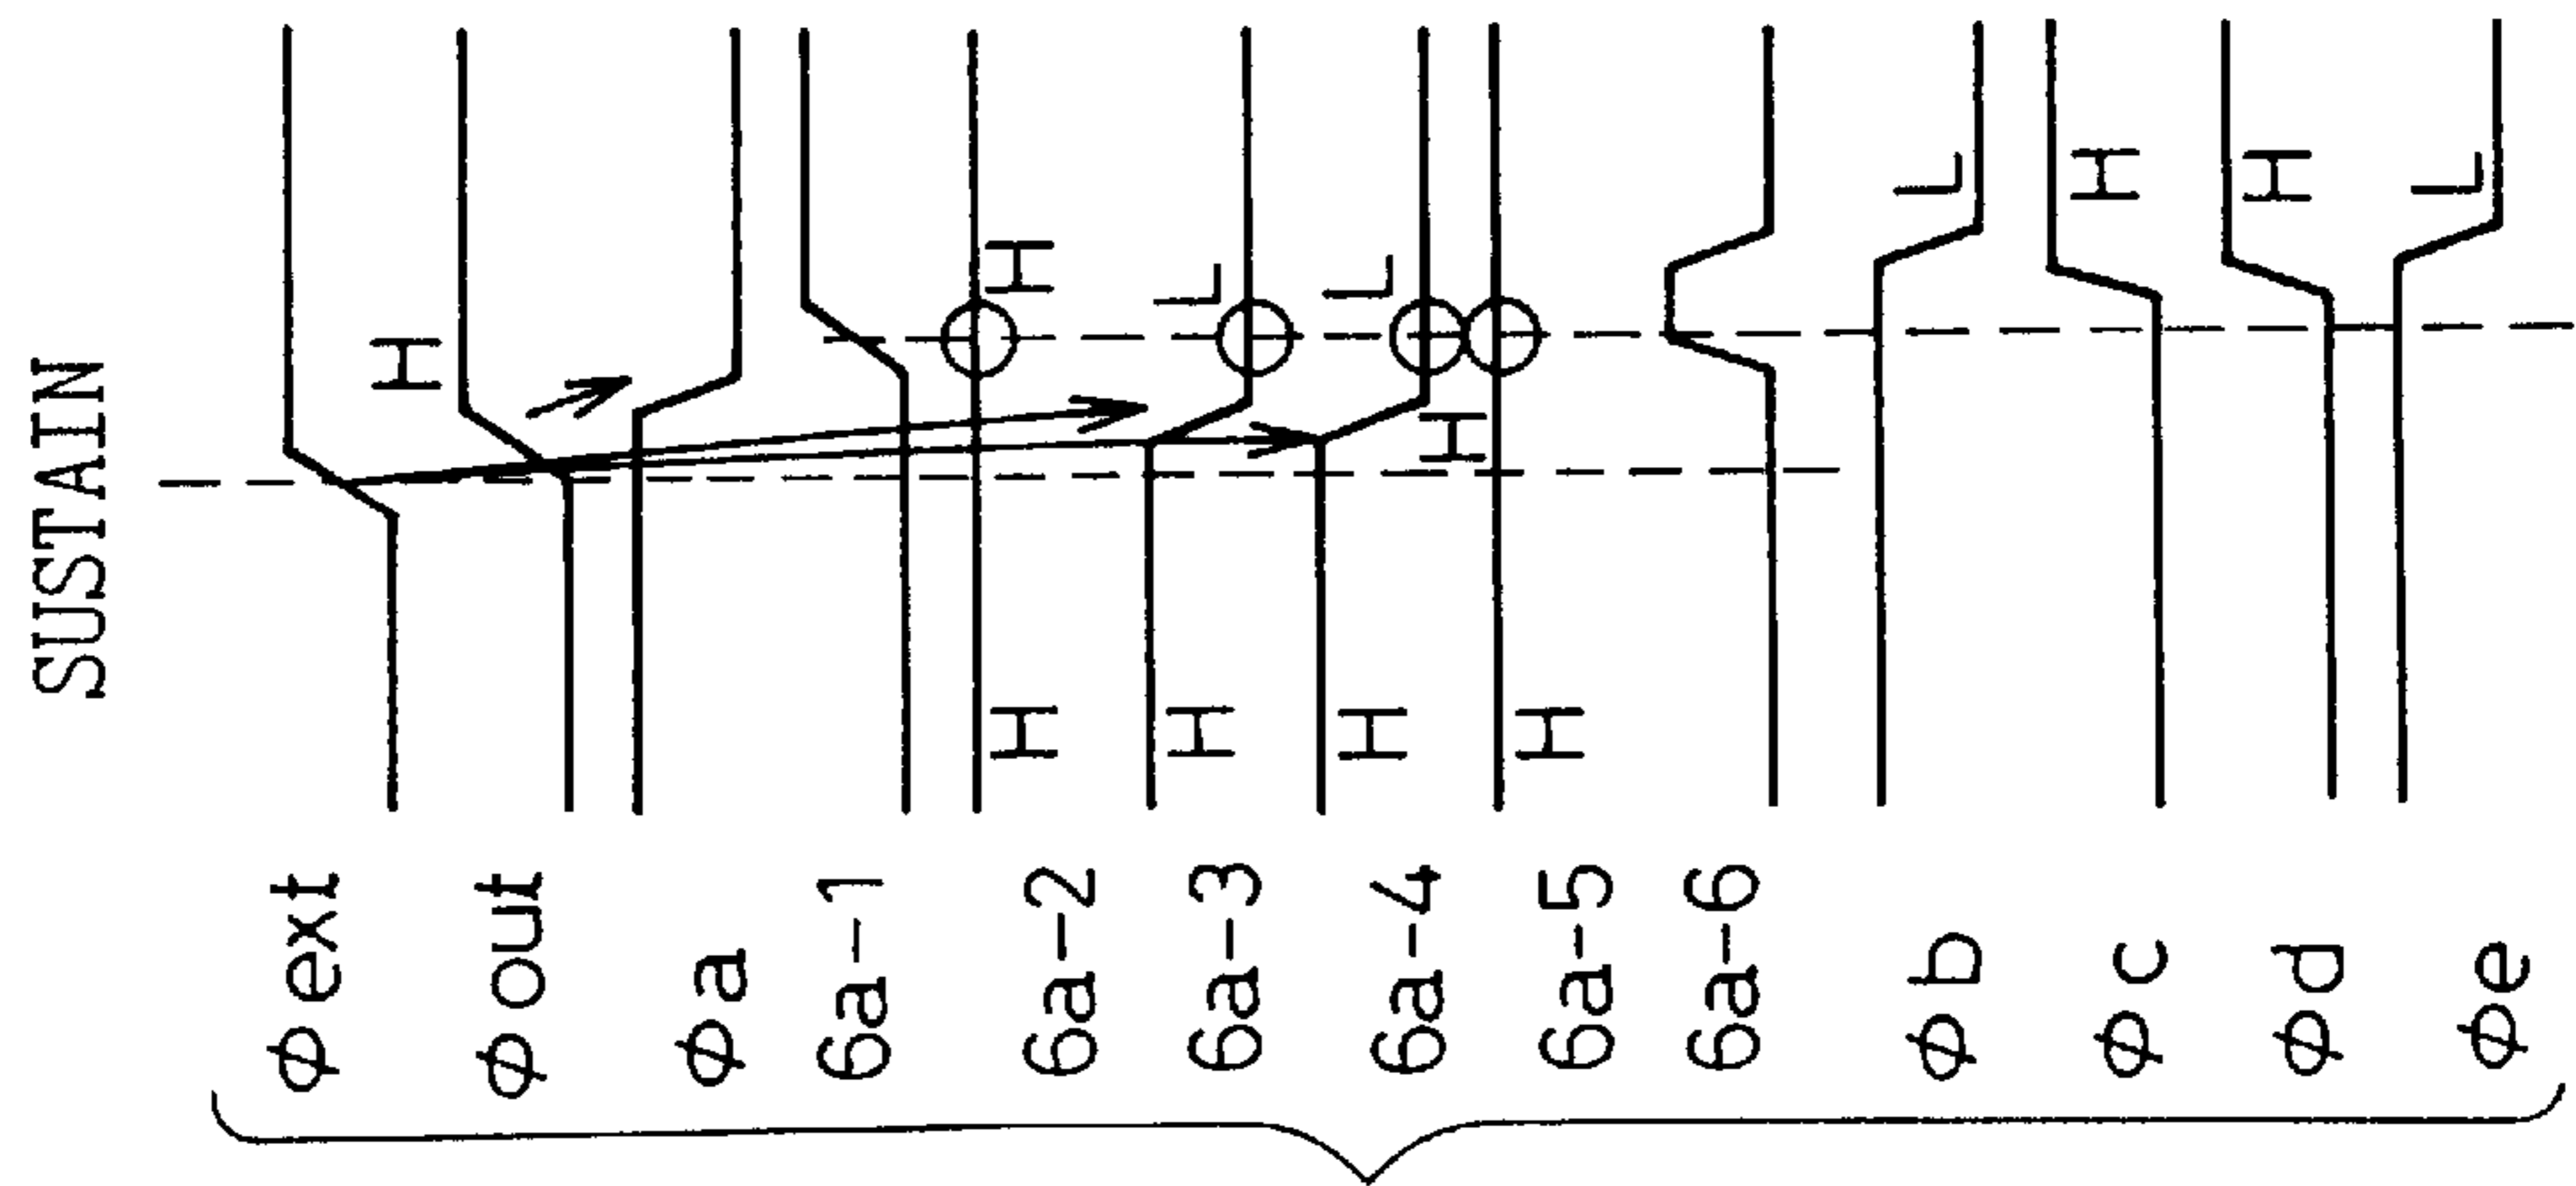 SUSTAIN
φext
φout H
φa
6a-1
6a-2 H H
6a-3 H L
6a-4 H L
6a-5 H H
6a-6
φb L
φc H
φd H
φe L